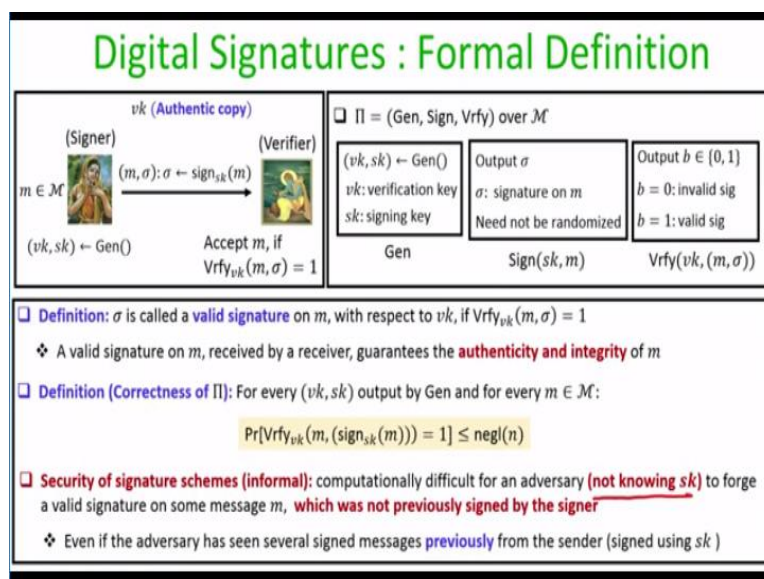 Digital Signatures : Formal Definition
vk (Authentic copy)
(Signer)
(Verifier)
m ∈ ℳ
(m, σ): σ ← sign_sk(m)
(vk, sk) ← Gen()
Accept m, if
Vrfy_vk(m, σ) = 1
❑ Π = (Gen, Sign, Vrfy) over ℳ
(vk, sk) ← Gen()
vk: verification key
sk: signing key
Gen
Output σ
σ: signature on m
Need not be randomized
Sign(sk, m)
Output b ∈ {0, 1}
b = 0: invalid sig
b = 1: valid sig
Vrfy(vk, (m, σ))
❑ Definition: σ is called a valid signature on m, with respect to vk, if Vrfy_vk(m, σ) = 1
❖ A valid signature on m, received by a receiver, guarantees the authenticity and integrity of m
❑ Definition (Correctness of Π): For every (vk, sk) output by Gen and for every m ∈ ℳ:
Pr[Vrfy_vk(m, (sign_sk(m))) = 1] ≤ negl(n)
❑ Security of signature schemes (informal): computationally difficult for an adversary (not knowing sk) to forge
a valid signature on some message m, which was not previously signed by the signer
❖ Even if the adversary has seen several signed messages previously from the sender (signed using sk )